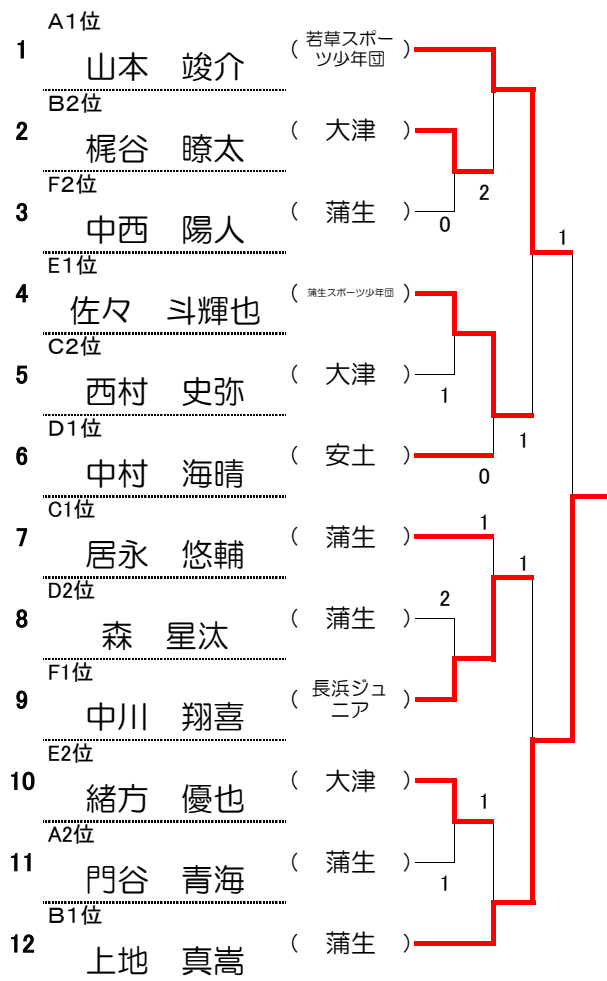 A1位
1 山本 竣介 ( 若草スポー
ツ少年団 )
B2位
2 梶谷 瞭太 ( 大津 )
2
F2位
3 中西 陽人 ( 蒲生 )
0
1
E1位
4 佐々 斗輝也 ( 蒲生スポーツ少年団 )
C2位
5 西村 史弥 ( 大津 )
1
1
D1位
6 中村 海晴 ( 安土 )
0
C1位
7 居永 悠輔 ( 蒲生 )
1
1
D2位
8 森 星汰 ( 蒲生 )
2
F1位
9 中川 翔喜 ( 長浜ジュ
ニア )
E2位
10 緒方 優也 ( 大津 )
1
A2位
11 門谷 青海 ( 蒲生 )
1
B1位
12 上地 真嵩 ( 蒲生 )